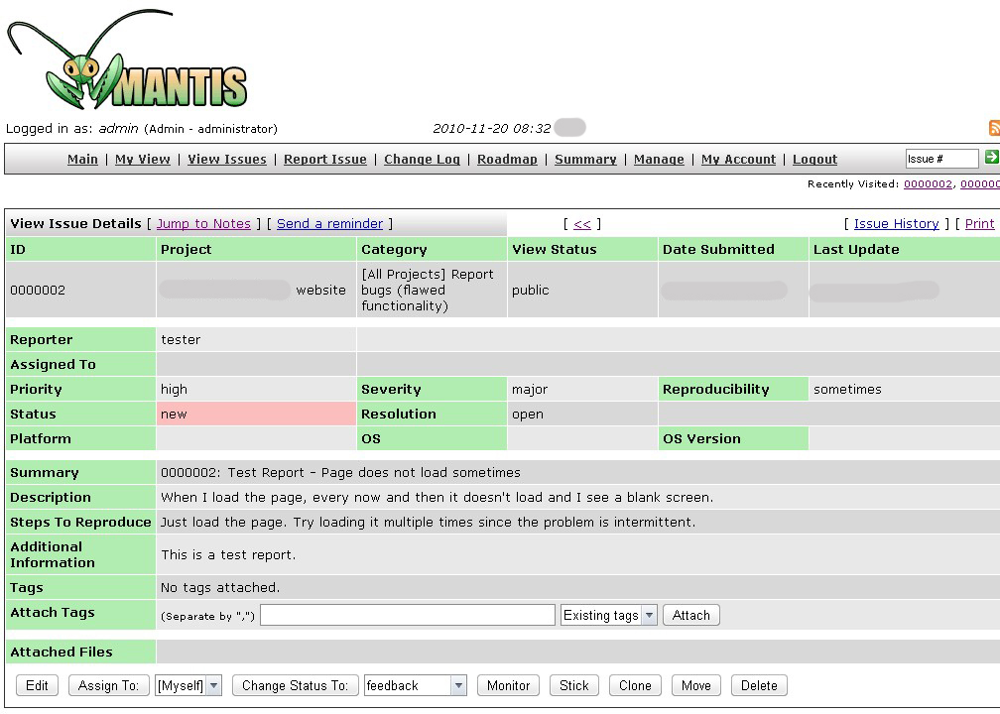 MANTIS
Logged in as: admin (Admin - administrator) 2010-11-20 08:32
Main | My View | View Issues | Report Issue | Change Log | Roadmap | Summary | Manage | My Account | Logout Issue #
Recently Visited: 0000002, 00000
View Issue Details [ Jump to Notes ] [ Send a reminder ] [ << ] [ Issue History ] [ Print
ID Project Category View Status Date Submitted Last Update
0000002 website [All Projects] Report
bugs (flawed
functionality) public
Reporter tester
Assigned To
Priority high Severity major Reproducibility sometimes
Status new Resolution open
Platform OS OS Version
Summary 0000002: Test Report - Page does not load sometimes
Description When I load the page, every now and then it doesn't load and I see a blank screen.
Steps To Reproduce Just load the page. Try loading it multiple times since the problem is intermittent.
Additional
Information This is a test report.
Tags No tags attached.
Attach Tags (Separate by ",") Existing tags Attach
Attached Files
Edit Assign To: [Myself] Change Status To: feedback Monitor Stick Clone Move Delete